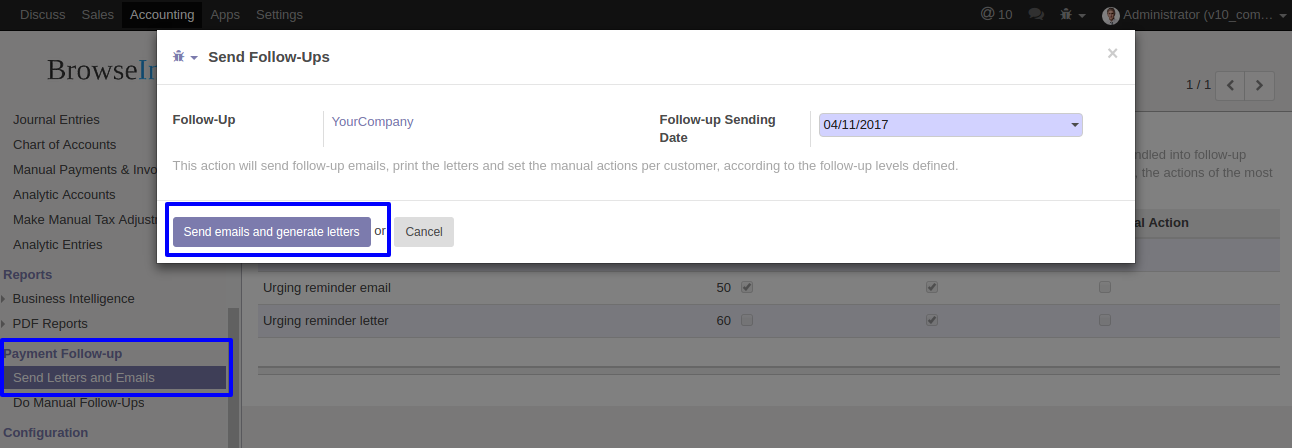 Discuss Sales Accounting Apps Settings @ 10 Administrator (v10_com…
BrowseIn
Send Follow-Ups ×
1 / 1
Follow-Up YourCompany Follow-up Sending Date 04/11/2017
This action will send follow-up emails, print the letters and set the manual actions per customer, according to the follow-up levels defined.
Send emails and generate letters or Cancel
Journal Entries
Chart of Accounts
Manual Payments & Invo
Analytic Accounts
Make Manual Tax Adjustm
Analytic Entries
Reports
Business Intelligence
PDF Reports
Payment Follow-up
Send Letters and Emails
Do Manual Follow-Ups
Configuration
ndled into follow-up
, the actions of the most
al Action
Urging reminder email 50
Urging reminder letter 60